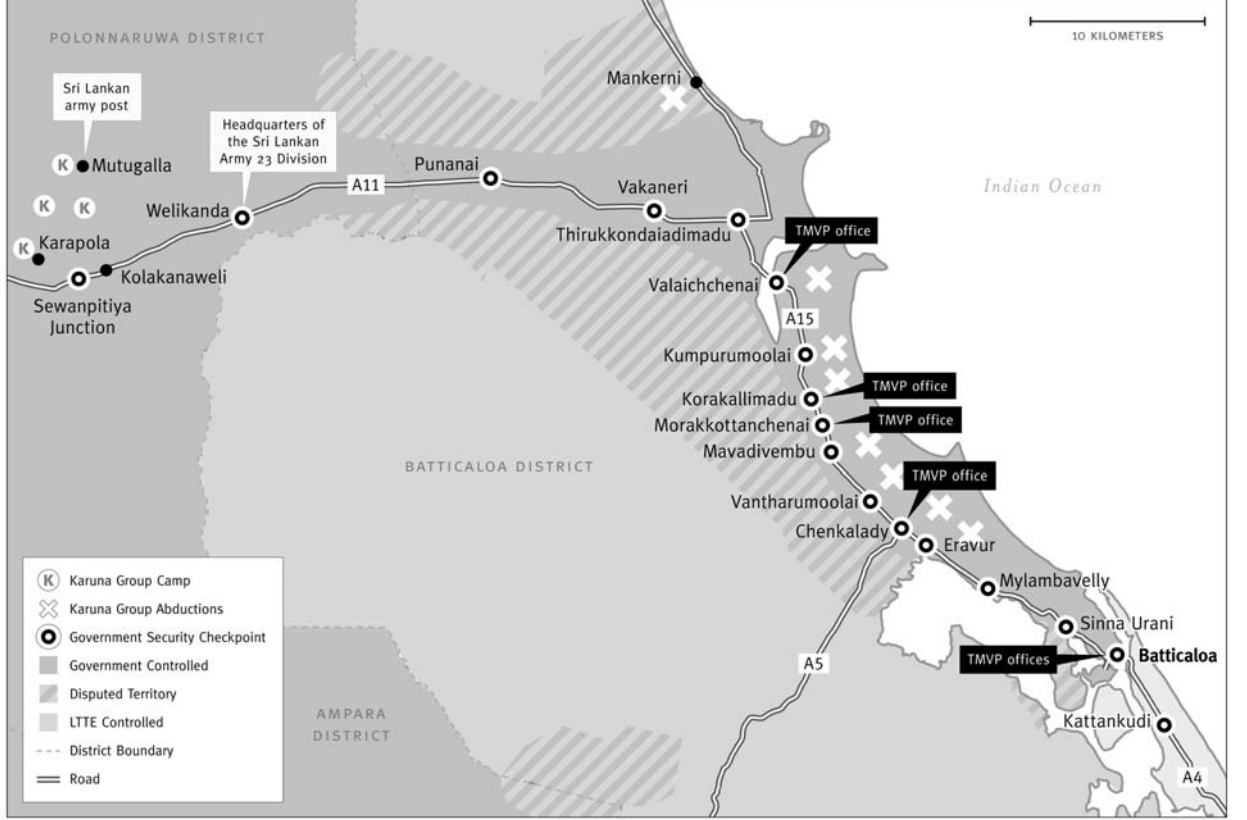 POLONNARUWA DISTRICT
10 KILOMETERS
Sri Lankan
army post
Mankerni
Headquarters of
the Sri Lankan
Army 23 Division
K
Mutugalla
Punanai
A11
Vakaneri
Indian Ocean
K
K
Welikanda
Thirukkondaiadimadu
TMVP office
K
Karapola
Kolakanaweli
Valaichchenai
Sewanpitiya
Junction
A15
Kumpurumoolai
TMVP office
Korakallimadu
TMVP office
Morakkottanchenai
Mavadivembu
BATTICALOA DISTRICT
TMVP office
Vantharumoolai
Chenkalady
Eravur
Mylambavelly
Sinna Urani
TMVP offices
Batticaloa
A5
Kattankudi
AMPARA
DISTRICT
A4
K Karuna Group Camp
Karuna Group Abductions
Government Security Checkpoint
Government Controlled
Disputed Territory
LTTE Controlled
District Boundary
Road